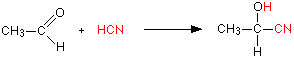 O OH
CH3 C + HCN CH3 C CN
H H